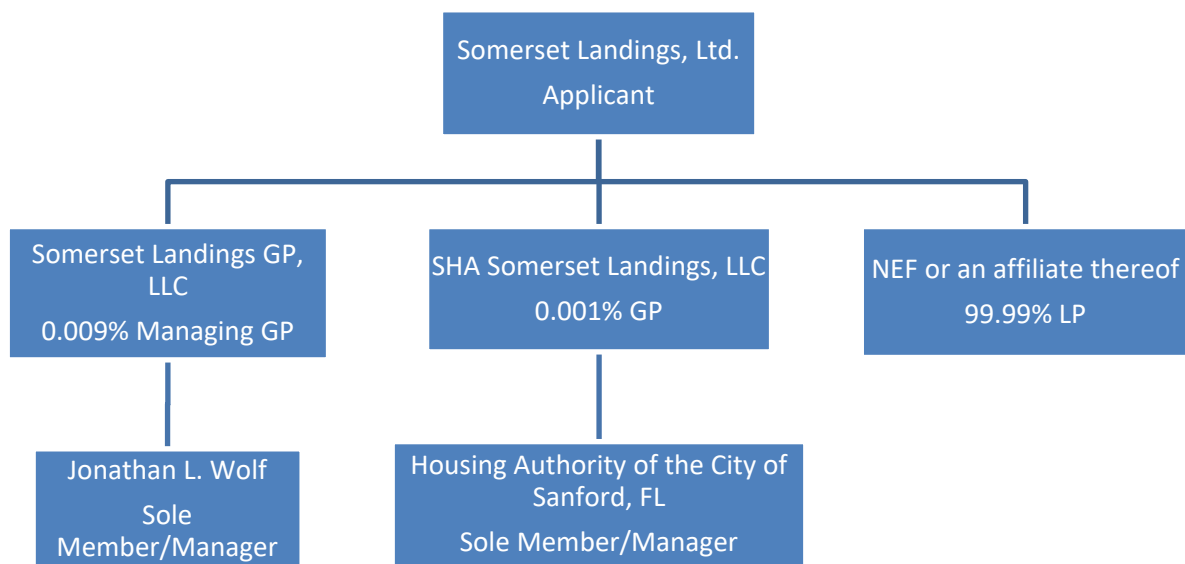 Somerset Landings, Ltd.
Applicant
Somerset Landings GP,
LLC
0.009% Managing GP
SHA Somerset Landings, LLC
0.001% GP
NEF or an affiliate thereof
99.99% LP
Jonathan L. Wolf
Sole
Member/Manager
Housing Authority of the City of
Sanford, FL
Sole Member/Manager